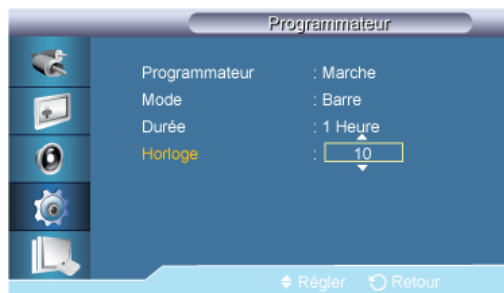 Programmateur
Programmateur : Marche
Mode : Barre
Durée : 1 Heure
Horloge : 10
Régler Retour